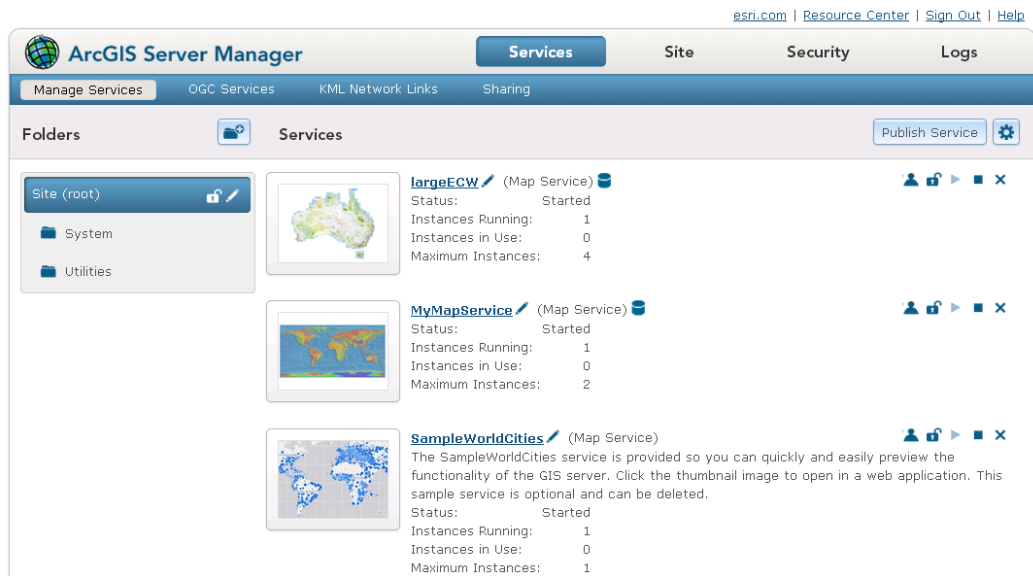 esri.com | Resource Center | Sign Out | Help
ArcGIS Server Manager
Services
Site
Security
Logs
Manage Services
OGC Services
KML Network Links
Sharing
Folders
Services
Publish Service
Site (root)
System
Utilities
largeECW (Map Service)
Status: Started
Instances Running: 1
Instances in Use: 0
Maximum Instances: 4
MyMapService (Map Service)
Status: Started
Instances Running: 1
Instances in Use: 0
Maximum Instances: 2
SampleWorldCities (Map Service)
The SampleWorldCities service is provided so you can quickly and easily preview the
functionality of the GIS server. Click the thumbnail image to open in a web application. This
sample service is optional and can be deleted.
Status: Started
Instances Running: 1
Instances in Use: 0
Maximum Instances: 1